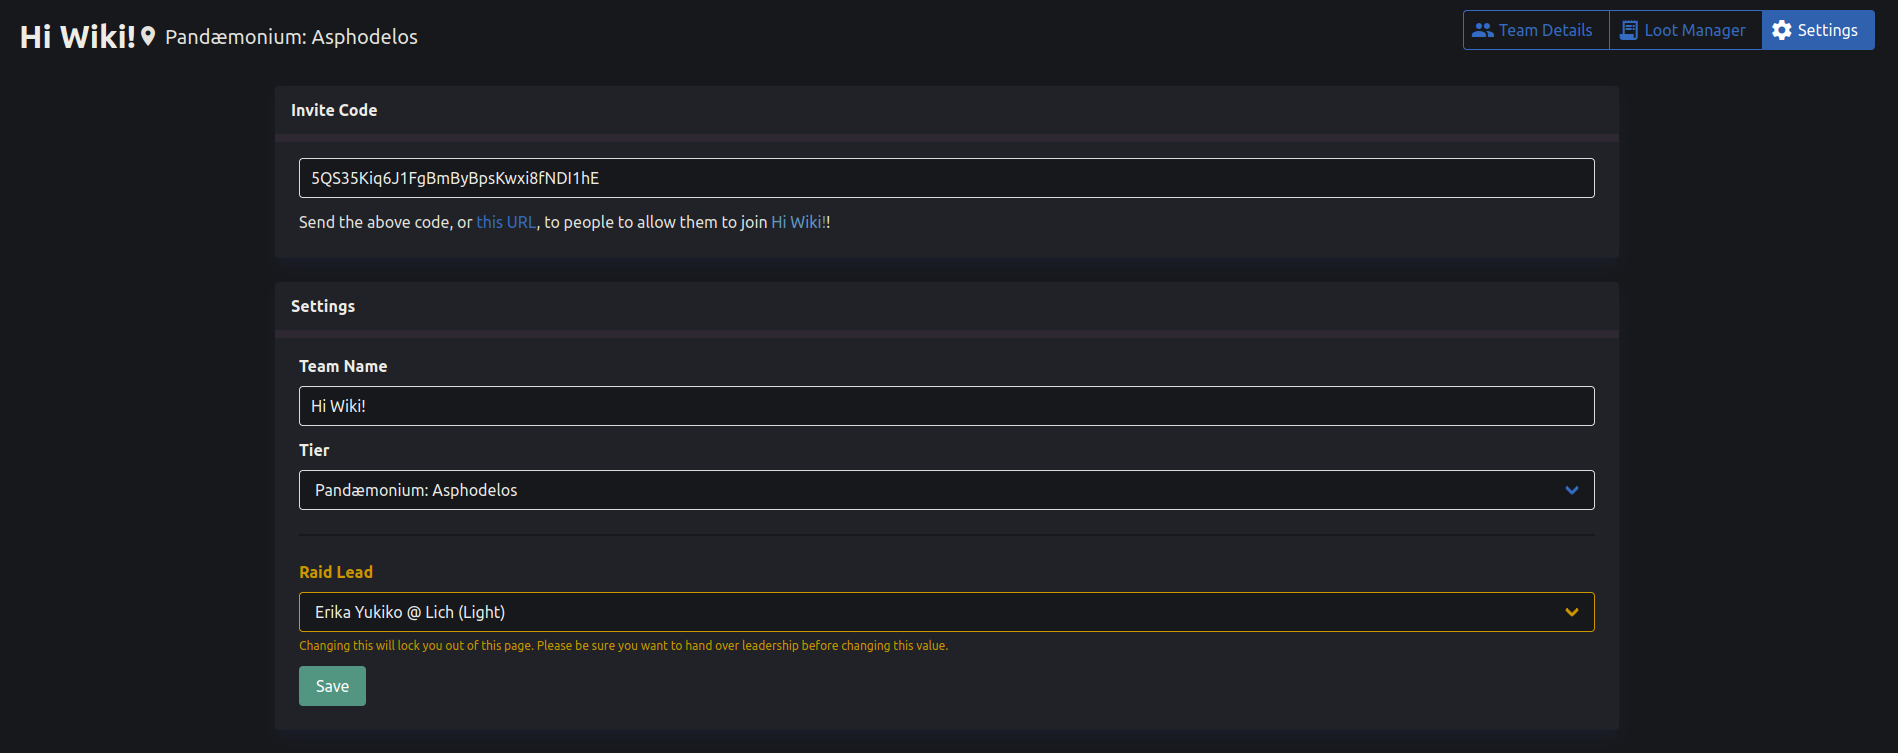 Hi Wiki! Pandæmonium: Asphodelos
Team Details
Loot Manager
Settings
Invite Code
5QS35Kiq6J1FgBmByBpsKwxi8fNDI1hE
Send the above code, or this URL, to people to allow them to join Hi Wiki!!
Settings
Team Name
Hi Wiki!
Tier
Pandæmonium: Asphodelos
Raid Lead
Erika Yukiko @ Lich (Light)
Changing this will lock you out of this page. Please be sure you want to hand over leadership before changing this value.
Save